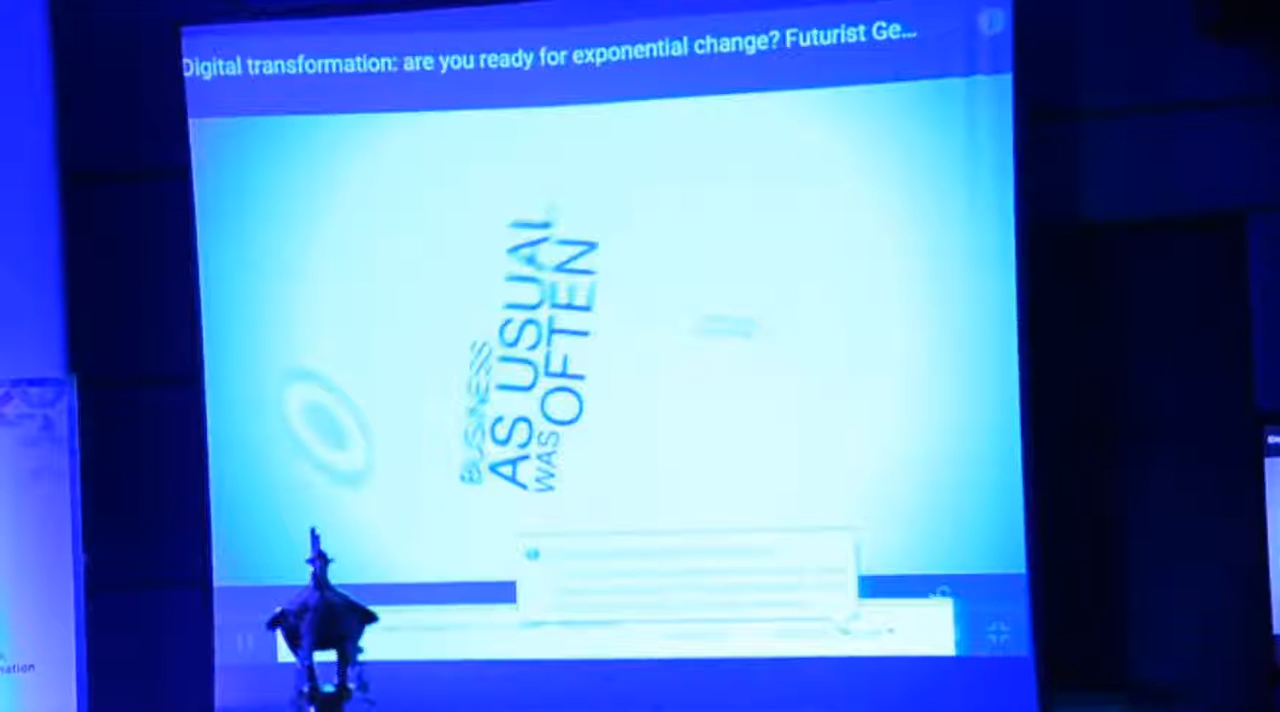 Digital transformation: are you ready for exponential change? Futurist Ge...
BUSINESS
AS USUAL
WAS OFTEN